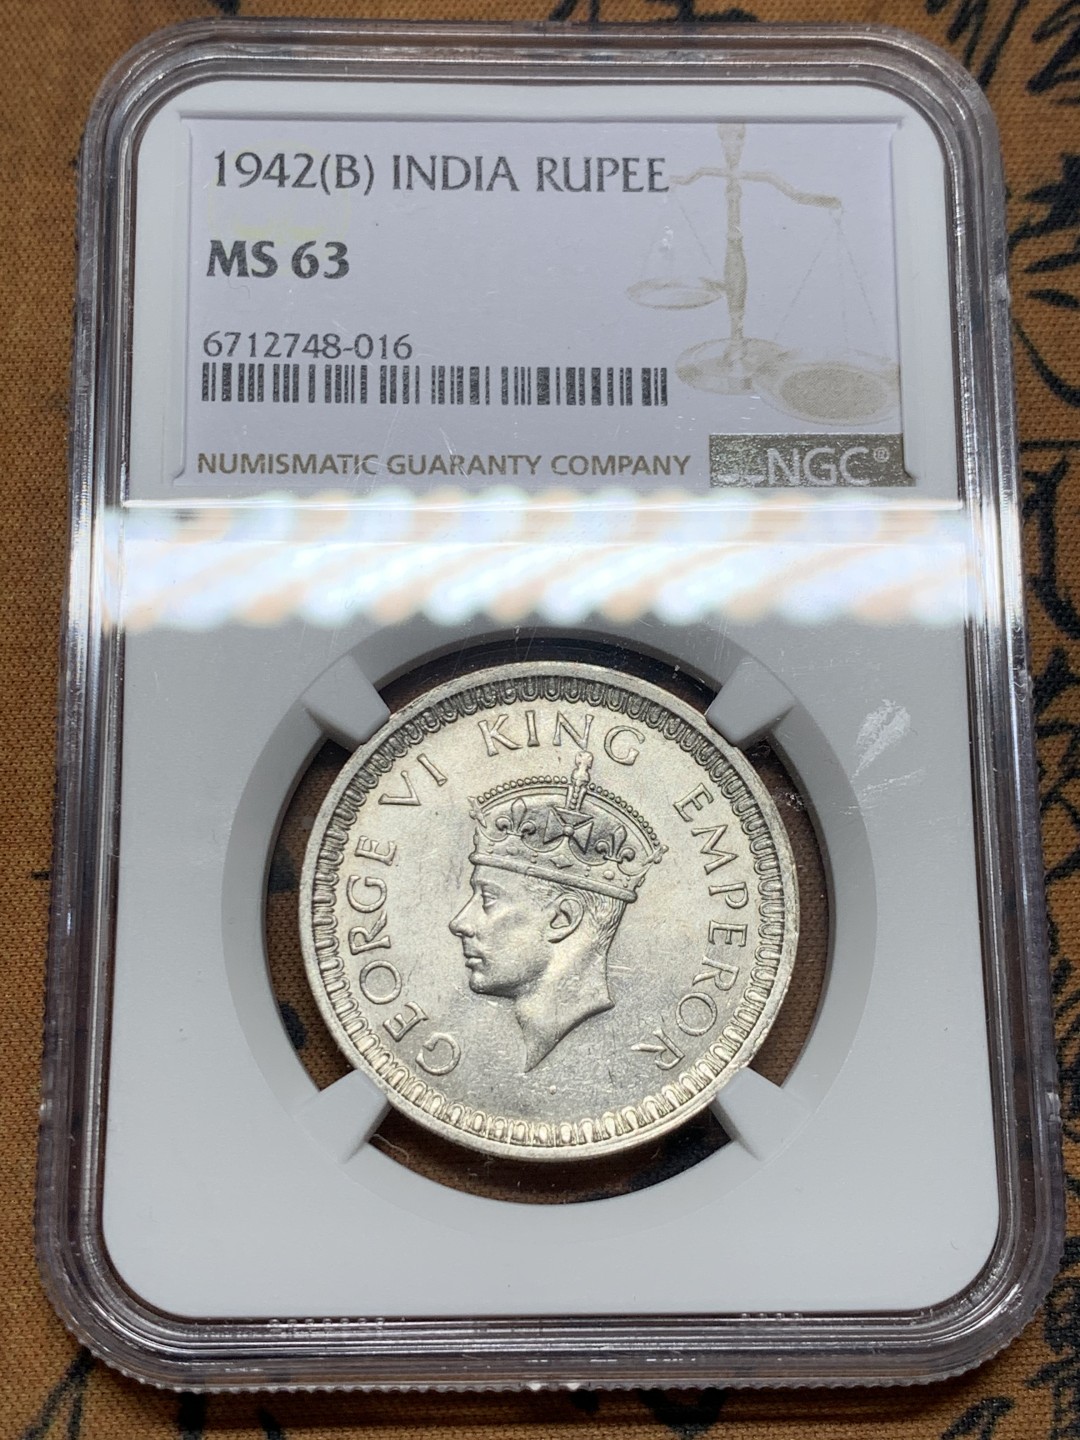 1942(B) INDIA RUPEE
MS 63
6712748-016
NUMISMATIC GUARANTY COMPANY
NGC®
GEORGE VI KING EMPEROR